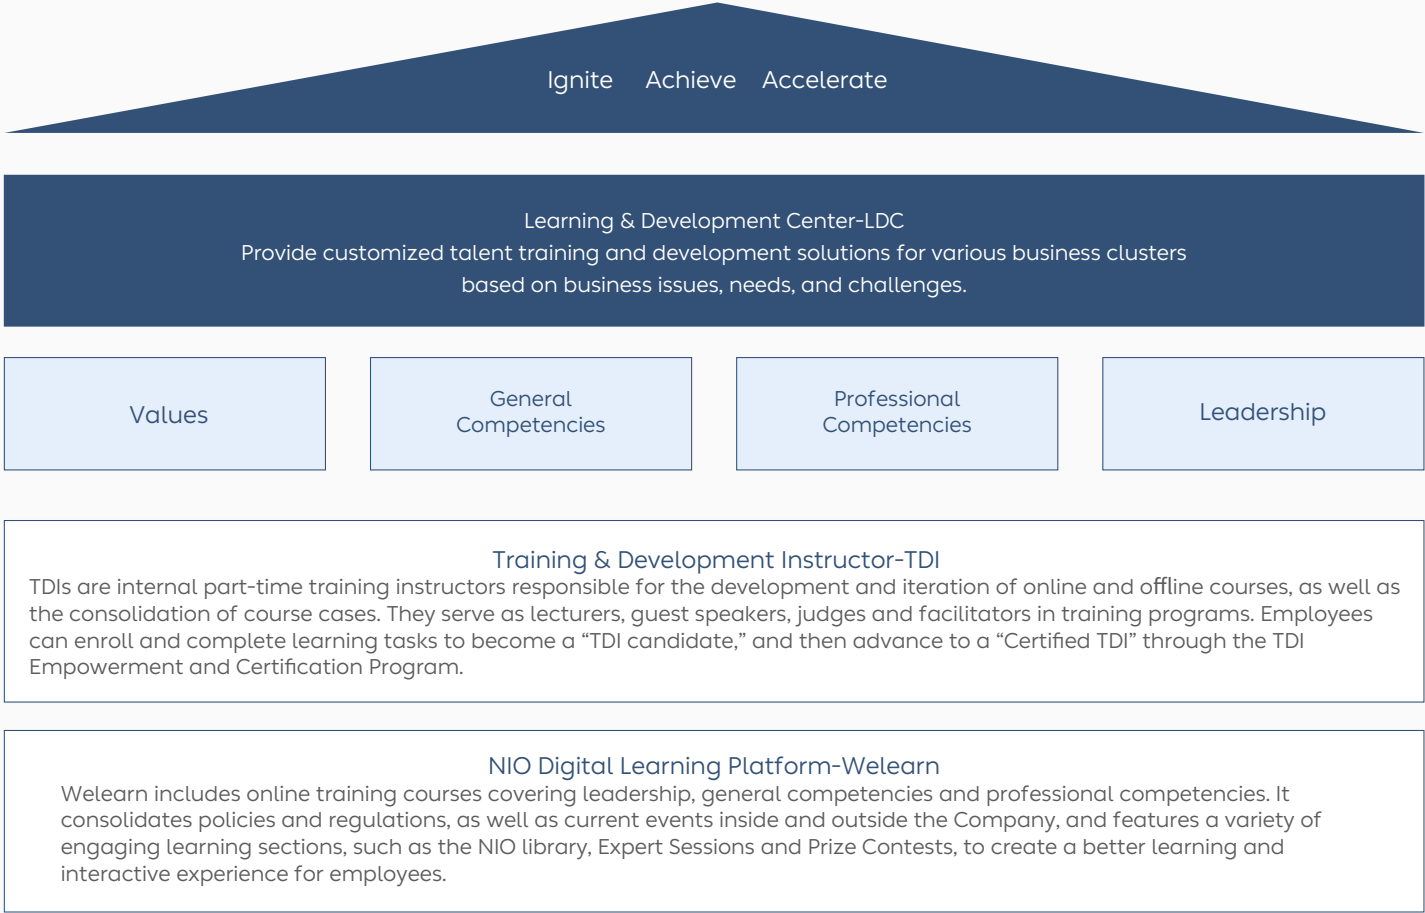 Ignite Achieve Accelerate
Learning & Development Center-LDC
Provide customized talent training and development solutions for various business clusters
based on business issues, needs, and challenges.
Values
General
Competencies
Professional
Competencies
Leadership
Training & Development Instructor-TDI
TDIs are internal part-time training instructors responsible for the development and iteration of online and offline courses, as well as
the consolidation of course cases. They serve as lecturers, guest speakers, judges and facilitators in training programs. Employees
can enroll and complete learning tasks to become a “TDI candidate,” and then advance to a “Certified TDI” through the TDI
Empowerment and Certification Program.
NIO Digital Learning Platform-Welearn
Welearn includes online training courses covering leadership, general competencies and professional competencies. It
consolidates policies and regulations, as well as current events inside and outside the Company, and features a variety of
engaging learning sections, such as the NIO library, Expert Sessions and Prize Contests, to create a better learning and
interactive experience for employees.